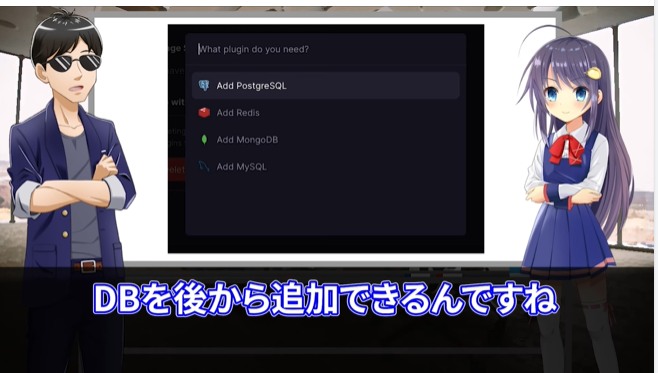 What plugin do you need?
Add PostgreSQL
Add Redis
Add MongoDB
Add MySQL
DBを後から追加できるんですね